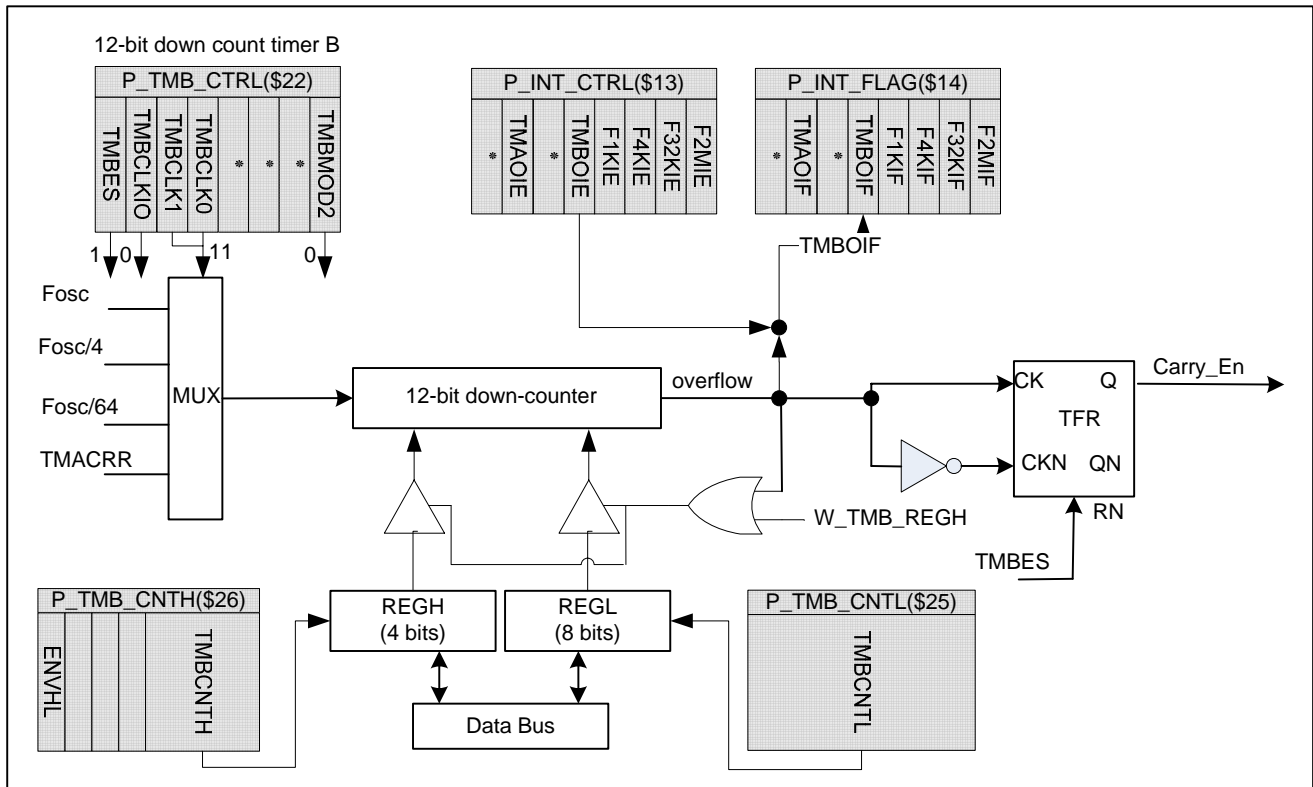 12-bit down count timer B
P_TMB_CTRL($22)
TMBES
TMBCLKIO
TMBCLK1
TMBCLK0
*
*
*
TMBMOD2
P_INT_CTRL($13)
*
TMAOIE
*
TMBOIE
F1KIE
F4KIE
F32KIE
F2MIE
P_INT_FLAG($14)
*
TMAOIF
*
TMBOIF
F1KIF
F4KIF
F32KIF
F2MIF
1
0
11
0
TMBOIF
Fosc
Fosc/4
Fosc/64
TMACRR
MUX
12-bit down-counter
overflow
CK
Q
TFR
CKN
QN
RN
Carry_En
W_TMB_REGH
TMBES
P_TMB_CNTH($26)
ENVHL
TMBCNTH
REGH
(4 bits)
REGL
(8 bits)
P_TMB_CNTL($25)
TMBCNTL
Data Bus